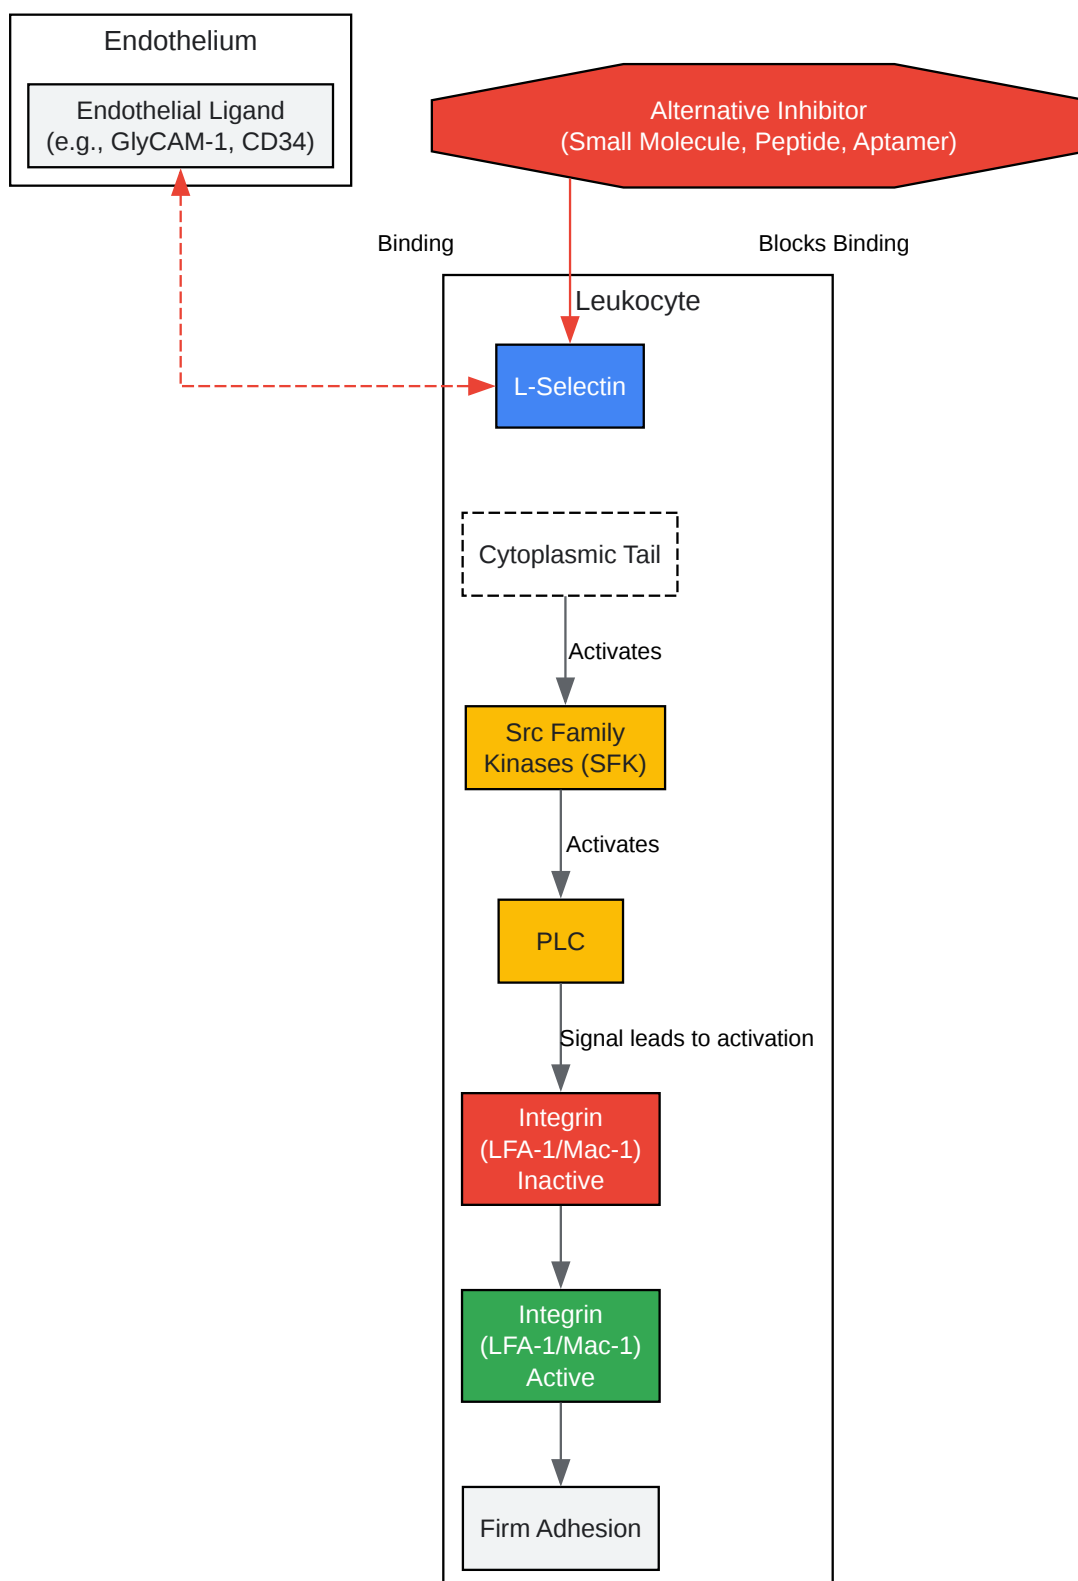 Endothelium
Endothelial Ligand
(e.g., GlyCAM-1, CD34)
Alternative Inhibitor
(Small Molecule, Peptide, Aptamer)
Binding
Blocks Binding
Leukocyte
L-Selectin
Cytoplasmic Tail
Activates
Src Family
Kinases (SFK)
Activates
PLC
Signal leads to activation
Integrin
(LFA-1/Mac-1)
Inactive
Integrin
(LFA-1/Mac-1)
Active
Firm Adhesion